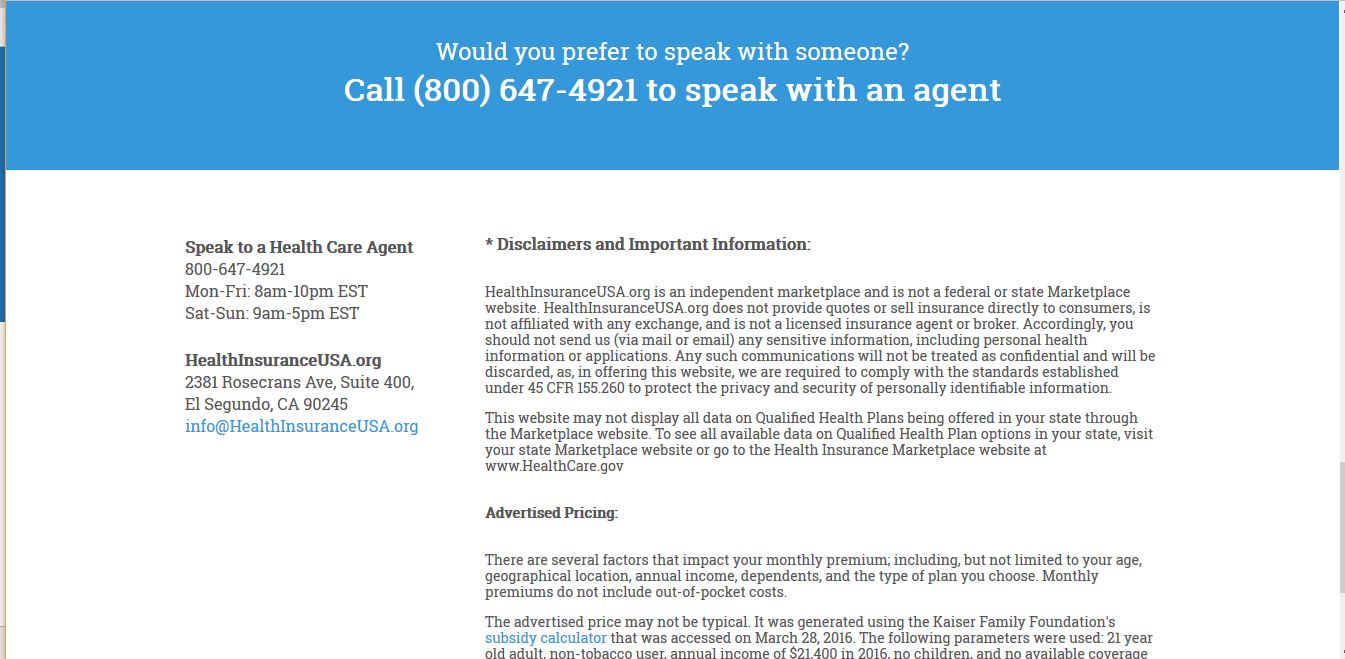 Would you prefer to speak with someone?
Call (800) 647-4921 to speak with an agent
Speak to a Health Care Agent
800-647-4921
Mon-Fri: 8am-10pm EST
Sat-Sun: 9am-5pm EST
HealthInsuranceUSA.org
2381 Rosecrans Ave, Suite 400,
El Segundo, CA 90245
info@HealthInsuranceUSA.org
* Disclaimers and Important Information:
HealthInsuranceUSA.org is an independent marketplace and is not a federal or state Marketplace
website. HealthInsuranceUSA.org does not provide quotes or sell insurance directly to consumers, is
not affiliated with any exchange, and is not a licensed insurance agent or broker. Accordingly, you
should not send us (via mail or email) any sensitive information, including personal health
information or applications. Any such communications will not be treated as confidential and will be
discarded, as, in offering this website, we are required to comply with the standards established
under 45 CFR 155.260 to protect the privacy and security of personally identifiable information.
This website may not display all data on Qualified Health Plans being offered in your state through
the Marketplace website. To see all available data on Qualified Health Plan options in your state, visit
your state Marketplace website or go to the Health Insurance Marketplace website at
www.HealthCare.gov
Advertised Pricing:
There are several factors that impact your monthly premium; including, but not limited to your age,
geographical location, annual income, dependents, and the type of plan you choose. Monthly
premiums do not include out-of-pocket costs.
The advertised price may not be typical. It was generated using the Kaiser Family Foundation's
subsidy calculator that was accessed on March 28, 2016. The following parameters were used: 21 year
old adult, non-tobacco user, annual income of $21,400 in 2016, no children, and no available coverage